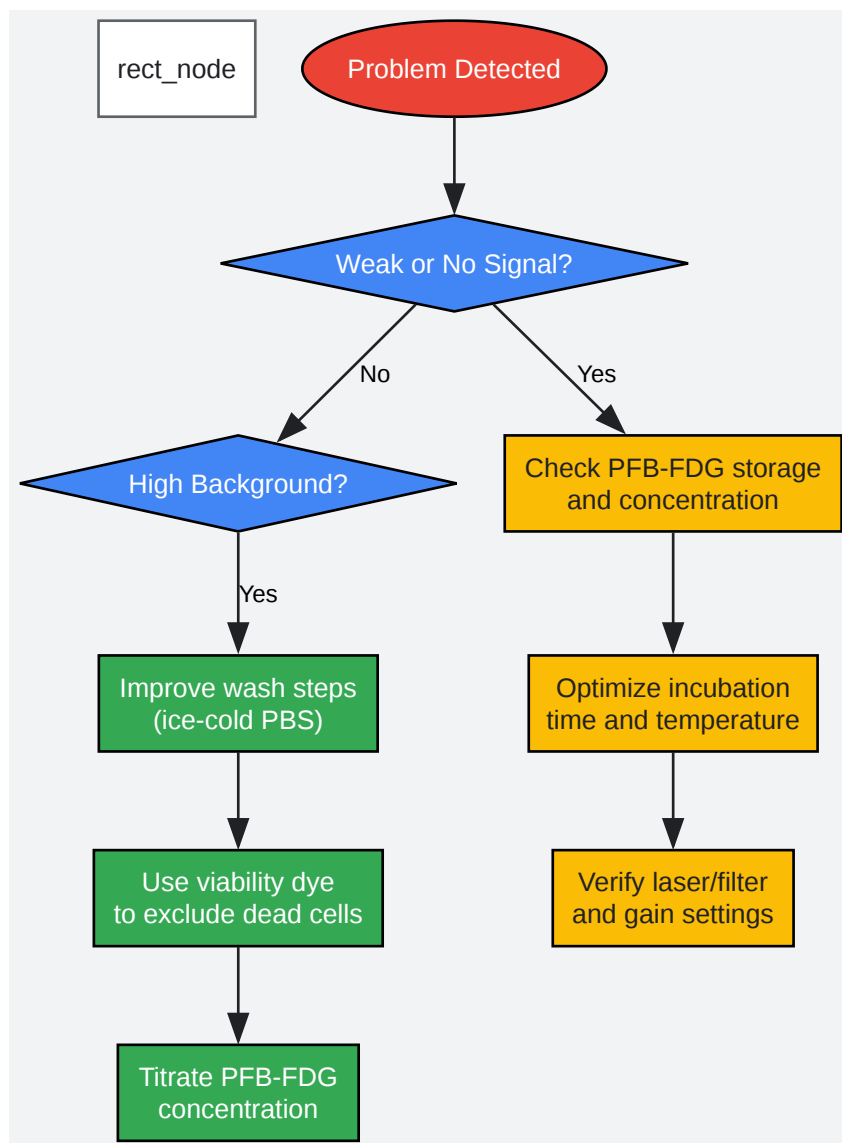 rect_node
Problem Detected
Weak or No Signal?
No
Yes
High Background?
Check PFB-FDG storage
and concentration
Yes
Improve wash steps
(ice-cold PBS)
Optimize incubation
time and temperature
Use viability dye
to exclude dead cells
Verify laser/filter
and gain settings
Titrate PFB-FDG
concentration